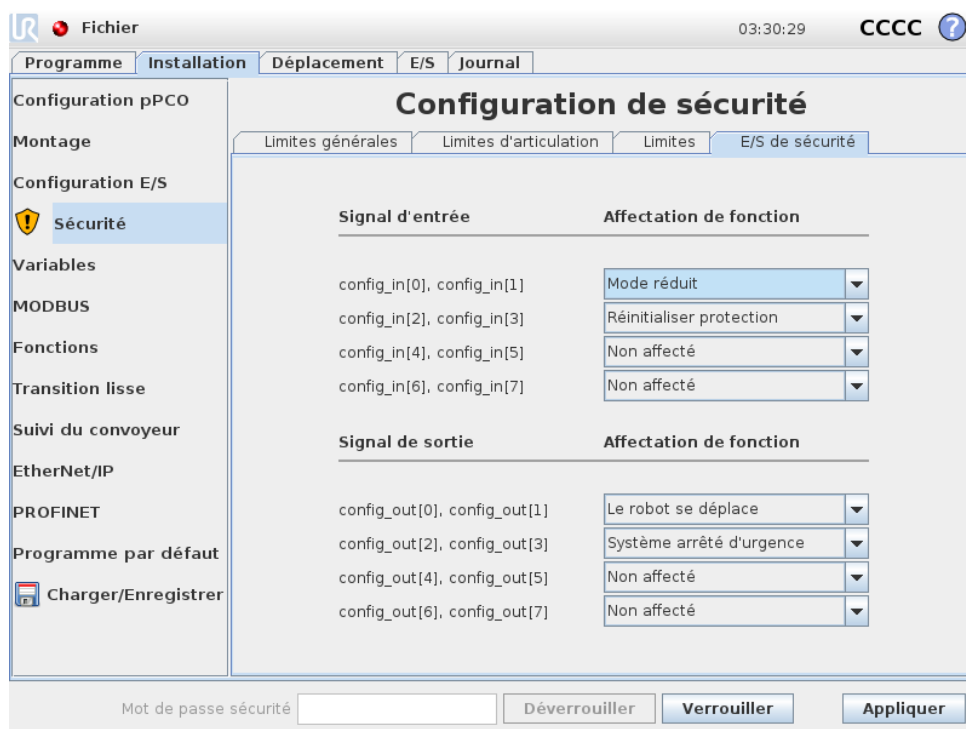 Fichier 03:30:29 CCCC ?
Programme Installation Déplacement E/S Journal
Configuration pPCO
Montage
Configuration E/S
Sécurité
Variables
MODBUS
Fonctions
Transition lisse
Suivi du convoyeur
EtherNet/IP
PROFINET
Programme par défaut
Charger/Enregistrer
Configuration de sécurité
Limites générales Limites d'articulation Limites E/S de sécurité
Signal d'entrée Affectation de fonction
config_in[0], config_in[1] Mode réduit
config_in[2], config_in[3] Réinitialiser protection
config_in[4], config_in[5] Non affecté
config_in[6], config_in[7] Non affecté
Signal de sortie Affectation de fonction
config_out[0], config_out[1] Le robot se déplace
config_out[2], config_out[3] Système arrêté d'urgence
config_out[4], config_out[5] Non affecté
config_out[6], config_out[7] Non affecté
Mot de passe sécurité Déverrouiller Verrouiller Appliquer